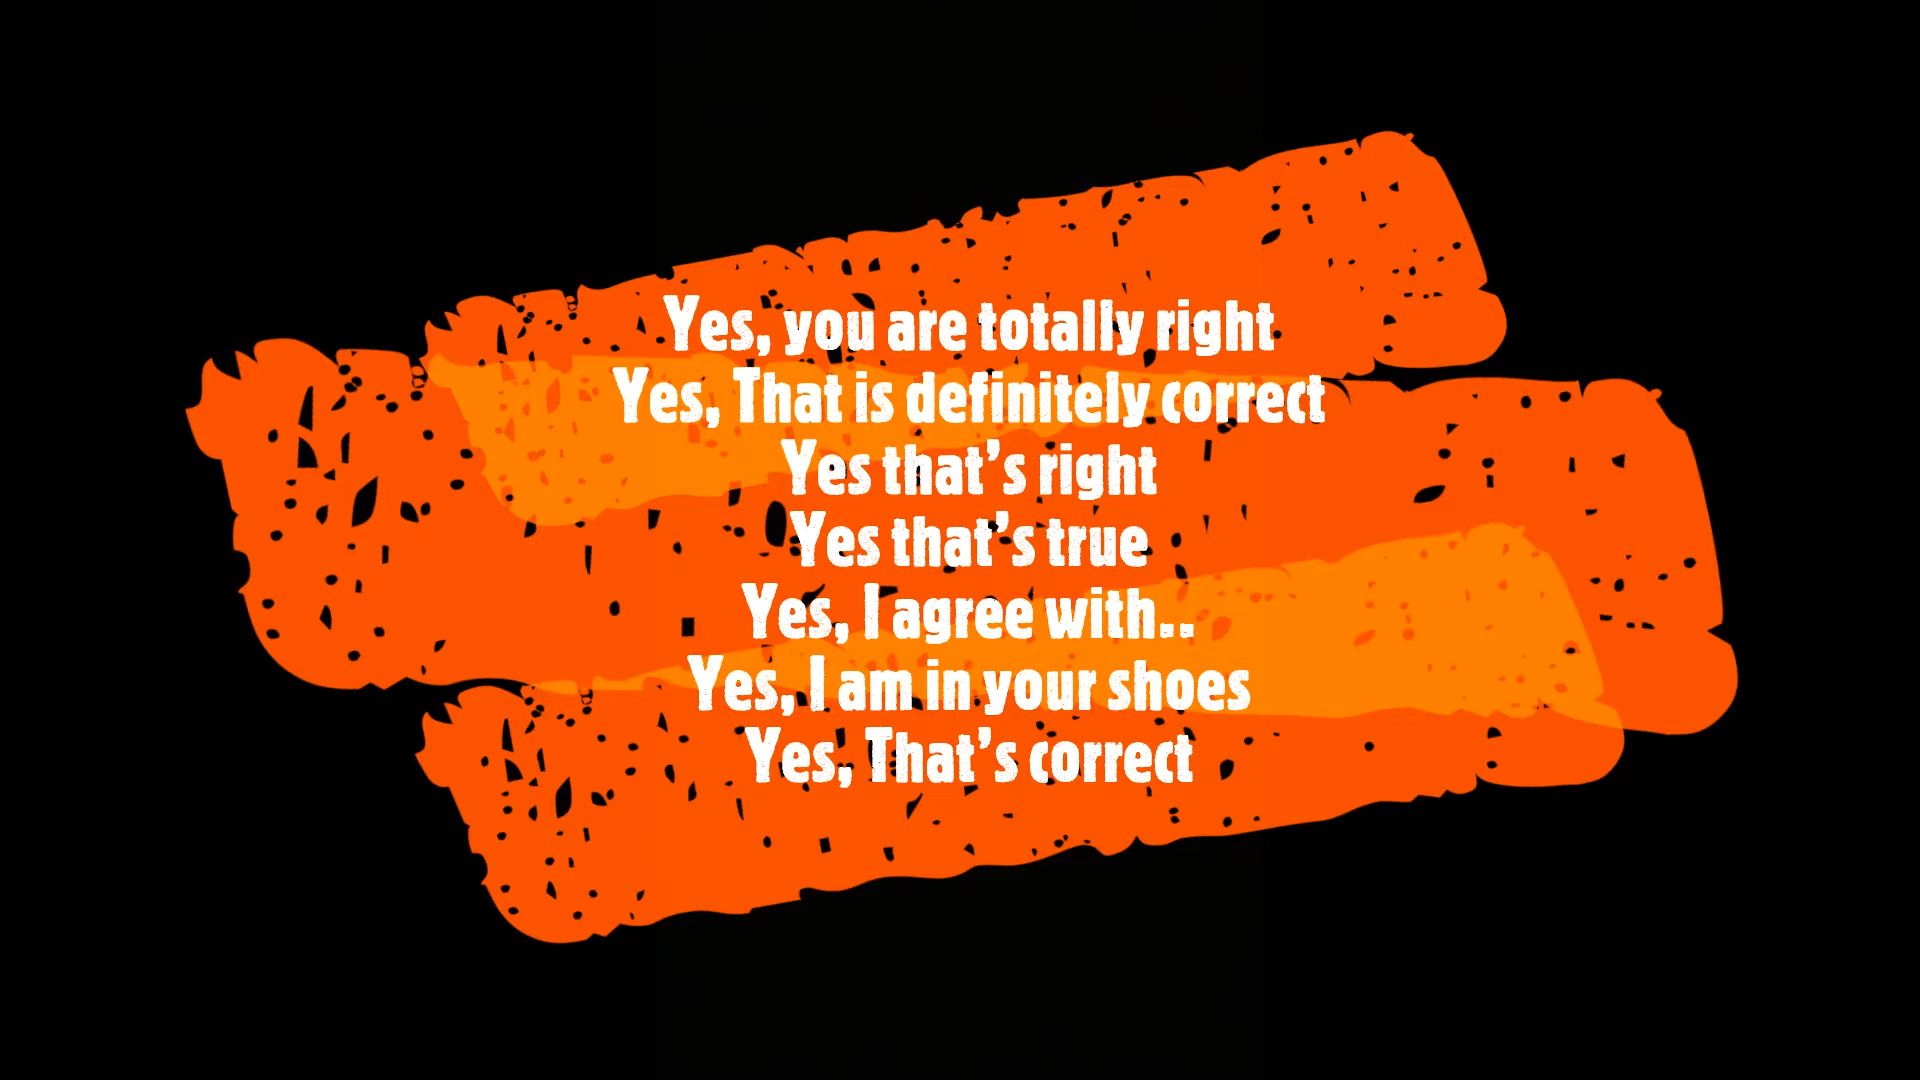 Yes, you are totally right
Yes, That is definitely correct
Yes that's right
Yes that's true
Yes, I agree with..
Yes, I am in your shoes
Yes, That's correct